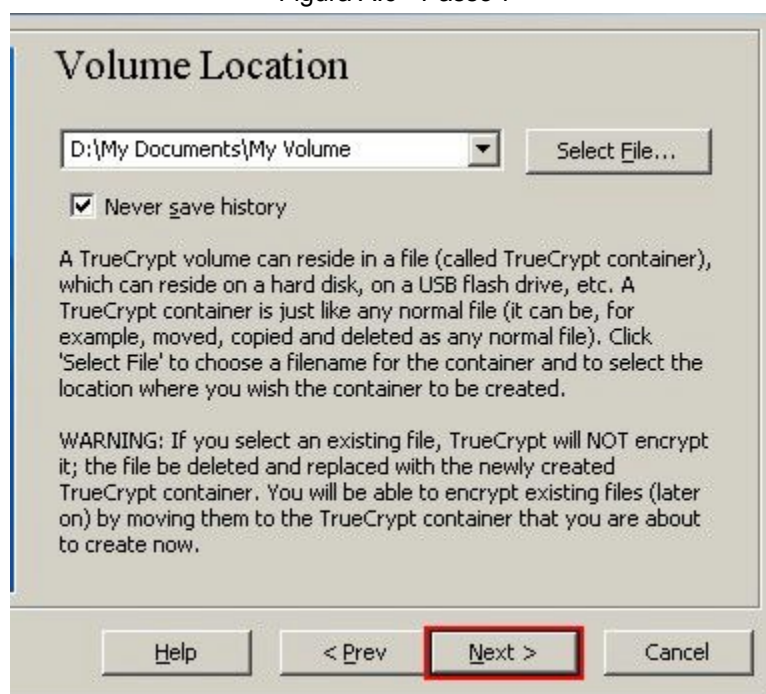 Volume Location
D:\My Documents\My Volume
Select File...
Never save history
A TrueCrypt volume can reside in a file (called TrueCrypt container),
which can reside on a hard disk, on a USB flash drive, etc. A
TrueCrypt container is just like any normal file (it can be, for
example, moved, copied and deleted as any normal file). Click
'Select File' to choose a filename for the container and to select the
location where you wish the container to be created.
WARNING: If you select an existing file, TrueCrypt will NOT encrypt
it; the file be deleted and replaced with the newly created
TrueCrypt container. You will be able to encrypt existing files (later
on) by moving them to the TrueCrypt container that you are about
to create now.
Help
< Prev
Next >
Cancel